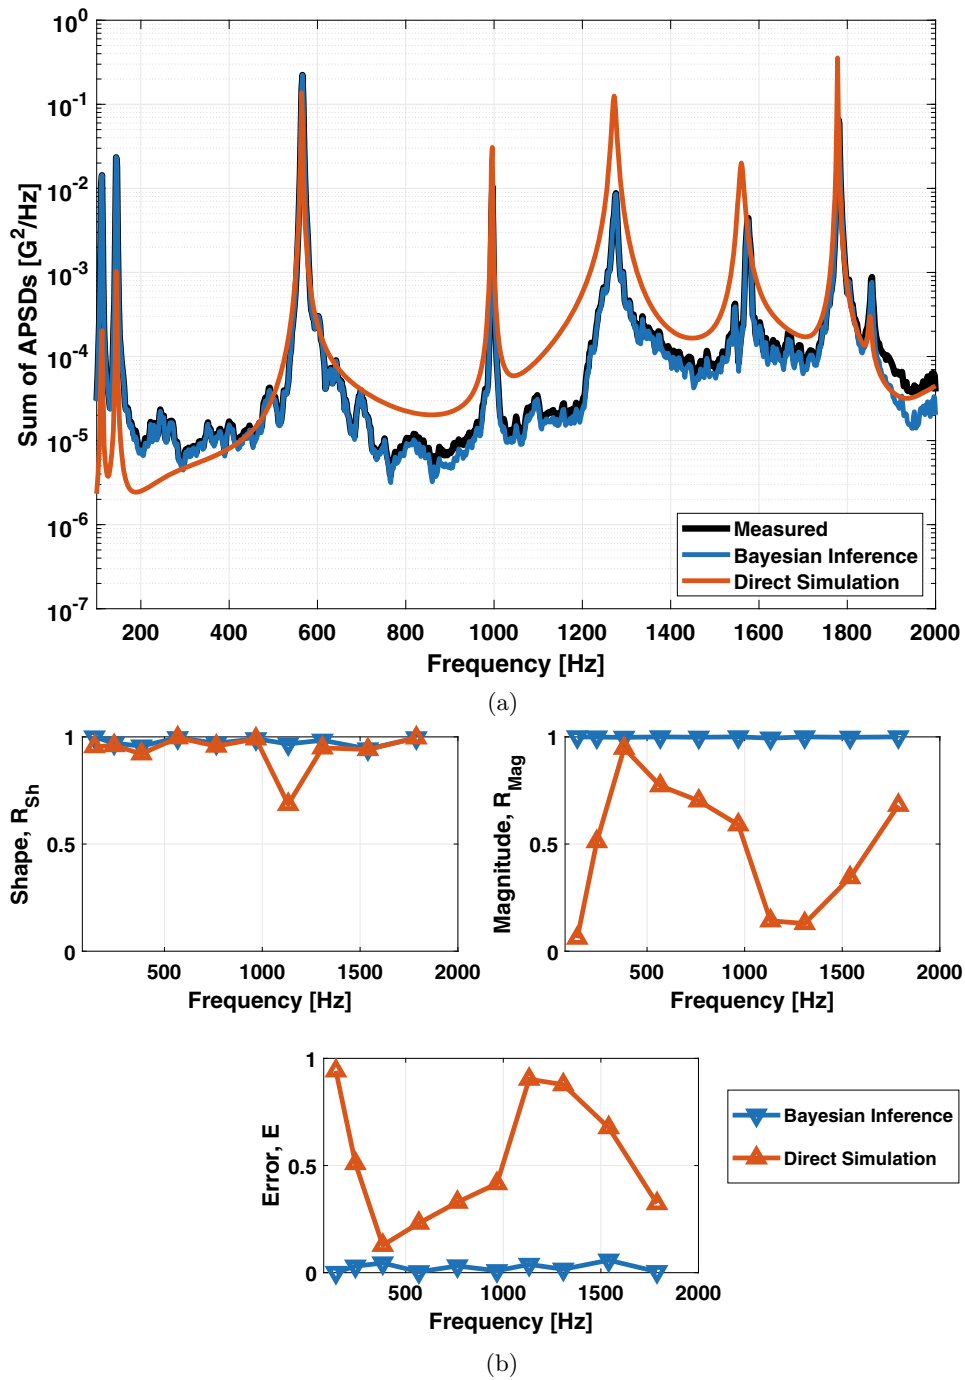 10^0
10^-1
10^-2
10^-3
10^-4
10^-5
10^-6
10^-7
Sum of APSDs [G^2/Hz]
Measured
Bayesian Inference
Direct Simulation
200 400 600 800 1000 1200 1400 1600 1800 2000
Frequency [Hz]
(a)
1
0.5
0
Shape, R_Sh
500 1000 1500 2000
Frequency [Hz]
1
0.5
0
Magnitude, R_Mag
500 1000 1500 2000
Frequency [Hz]
1
0.5
0
Error, E
500 1000 1500 2000
Frequency [Hz]
Bayesian Inference
Direct Simulation
(b)